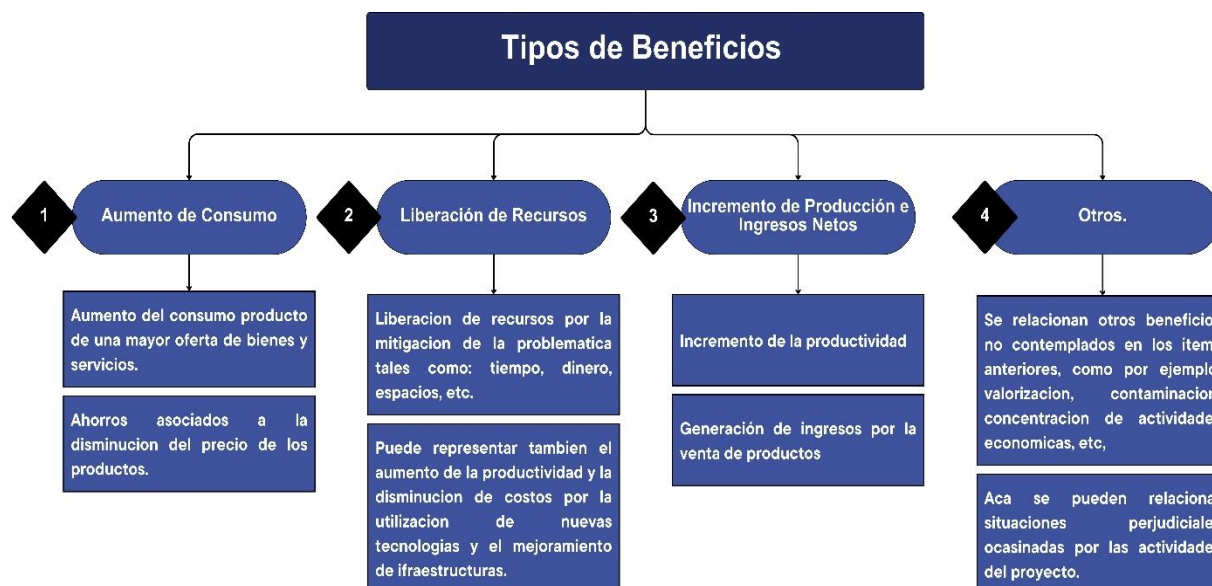 Tipos de Beneficios
1
Aumento de Consumo
Aumento del consumo producto
de una mayor oferta de bienes y
servicios.
Ahorros asociados a la
disminucion del precio de los
productos.
2
Liberación de Recursos
Liberacion de recursos por la
mitigacion de la problematica
tales como: tiempo, dinero,
espacios, etc.
Puede representar tambien el
aumento de la productividad y la
disminucion de costos por la
utilizacion de nuevas
tecnologias y el mejoramiento
de ifraestructuras.
3
Incremento de Producción e
Ingresos Netos
Incremento de la productividad
Generación de ingresos por la
venta de productos
4
Otros.
Se relacionan otros beneficio
no contemplados en los item
anteriores, como por ejemplo
valorizacion, contaminacion
concentracion de actividade
economicas, etc,
Aca se pueden relaciona
situaciones perjudiciale
ocasinadas por las actividade
del proyecto.